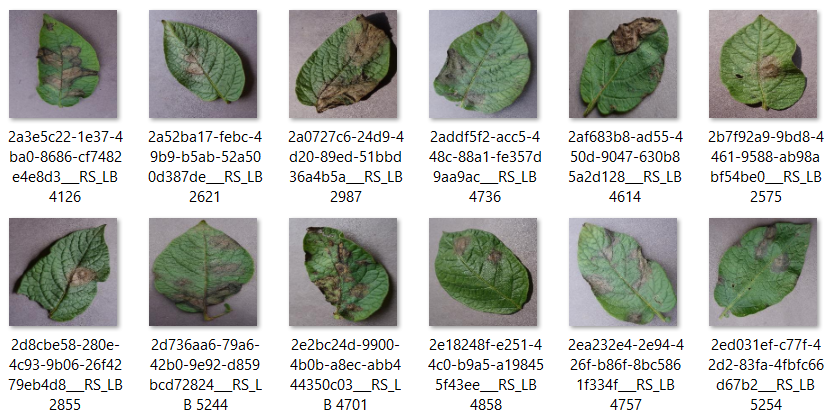 2a3e5c22-1e37-4
ba0-8686-cf7482
e4e8d3___RS_LB
4126
2a52ba17-febc-4
9b9-b5ab-52a50
0d387de___RS_LB
2621
2a0727c6-24d9-4
d20-89ed-51bbd
36a4b5a___RS_LB
2987
2addf5f2-acc5-4
48c-88a1-fe357d
9aa9ac___RS_LB
4736
2af683b8-ad55-4
50d-9047-630b8
5a2d128___RS_LB
4614
2b7f92a9-9bd8-4
461-9588-ab98a
bf54be0___RS_LB
2575
2d8cbe58-280e-
4c93-9b06-26f42
79eb4d8___RS_LB
2855
2d736aa6-79a6-
42b0-9e92-d859
bcd72824___RS_L
B 5244
2e2bc24d-9900-
4b0b-a8ec-abb4
44350c03___RS_L
B 4701
2e18248f-e251-4
4c0-b9a5-a19845
5f43ee___RS_LB
4858
2ea232e4-2e94-4
26f-b86f-8bc586
1f334f___RS_LB
4757
2ed031ef-c77f-4
2d2-83fa-4fbfc66
d67b2___RS_LB
5254